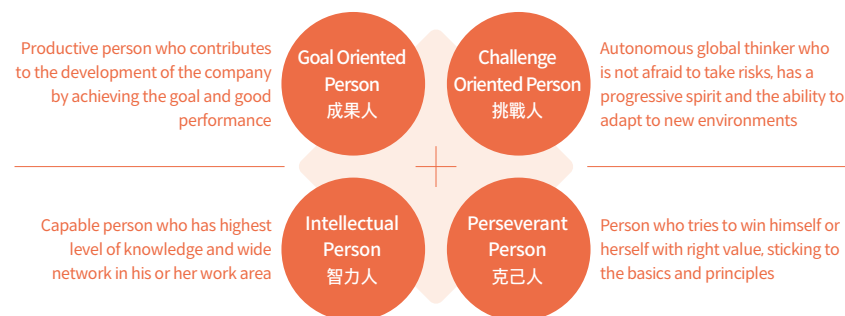 Productive person who contributes
to the development of the company
by achieving the goal and good
performance
Goal Oriented
Person
成果人
Challenge
Oriented Person
挑戰人
Autonomous global thinker who
is not afraid to take risks, has a
progressive spirit and the ability to
adapt to new environments
Capable person who has highest
level of knowledge and wide
network in his or her work area
Intellectual
Person
智力人
Perseverant
Person
克己人
Person who tries to win himself or
herself with right value, sticking to
the basics and principles